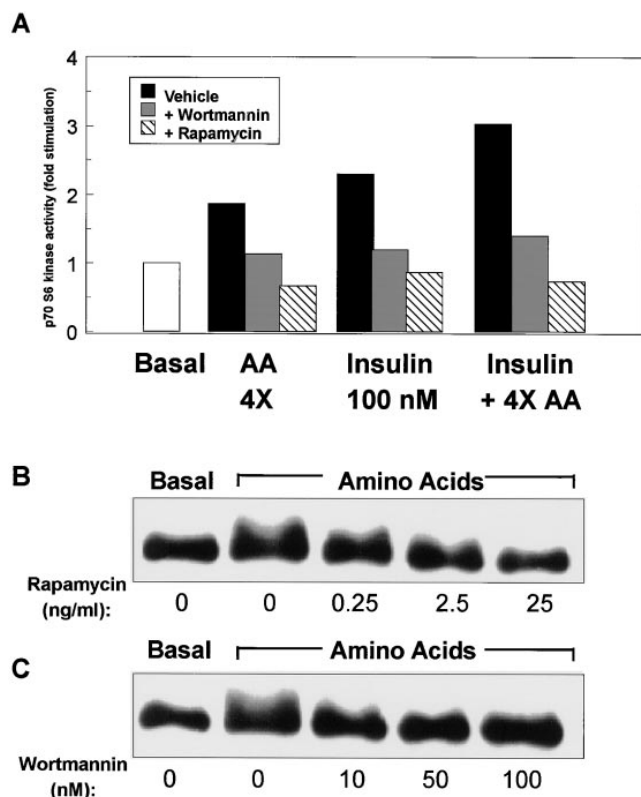 A
4
3
2
1
0
p70 S6 kinase activity (fold stimulation)
Vehicle
+ Wortmannin
+ Rapamycin
Basal AA Insulin Insulin
4X 100 nM + 4X AA
B
Basal Amino Acids
Rapamycin
(ng/ml): 0 0 0.25 2.5 25
Basal Amino Acids
C
Wortmannin
(nM): 0 0 10 50 100